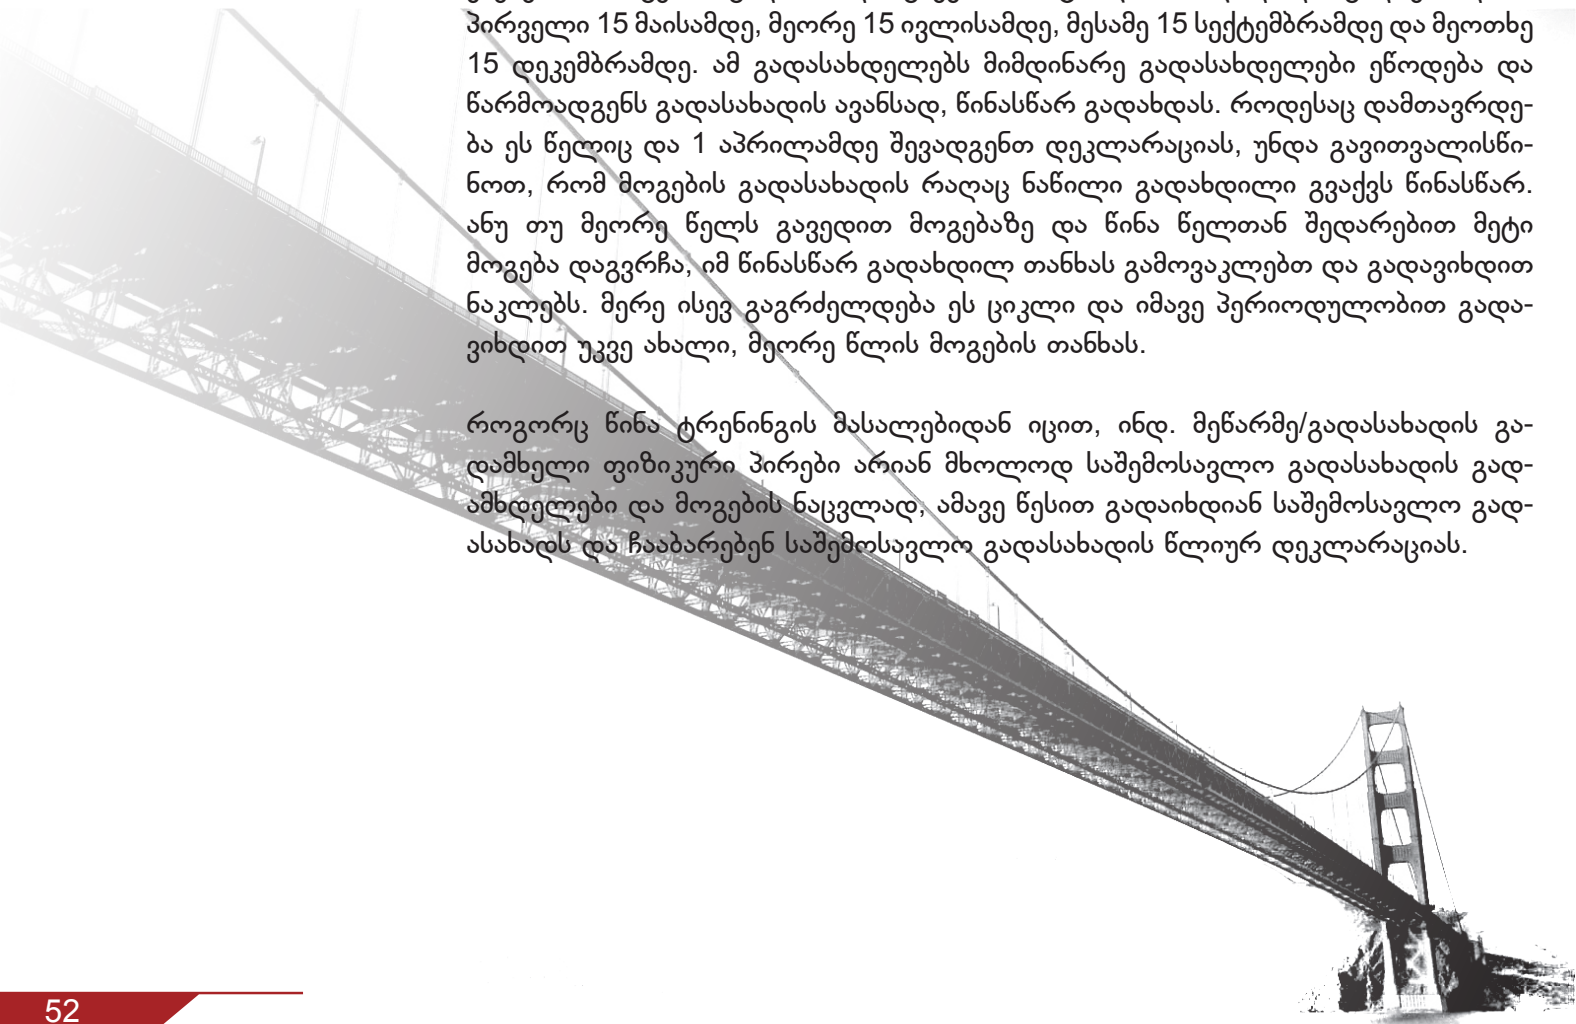 პირველი 15 მაისამდე, მეორე 15 ივლისამდე, მესამე 15 სექტემბრამდე და მეოთხე
15 დეკემბრამდე. ამ გადასახდელებს მიმდინარე გადასახდელები ეწოდება და
წარმოადგენს გადასახადის ავანსად, წინასწარ გადახდას. როდესაც დამთავრდე-
ბა ეს წელიც და 1 აპრილამდე შევადგენთ დეკლარაციას, უნდა გავითვალისწი-
ნოთ, რომ მოგების გადასახადის რაღაც ნაწილი გადახდილი გვაქვს წინასწარ.
ანუ თუ მეორე წელს გავედით მოგებაზე და წინა წელთან შედარებით მეტი
მოგება დაგვრჩა, იმ წინასწარ გადახდილ თანხას გამოვაკლებთ და გადავიხდით
ნაკლებს. მერე ისევ გაგრძელდება ეს ციკლი და იმავე პერიოდულობით გადა-
ვიხდით უკვე ახალი, მეორე წლის მოგების თანხას.
როგორც წინა ტრენინგის მასალებიდან იცით, ინდ. მეწარმე/გადასახადის გა-
დამხელი ფიზიკური პირები არიან მხოლოდ საშემოსავლო გადასახადის გად-
ამხდელები და მოგების ნაცვლად, ამავე წესით გადაიხდიან საშემოსავლო გად-
ასახადს და ჩააბარებენ საშემოსავლო გადასახადის წლიურ დეკლარაციას.
52